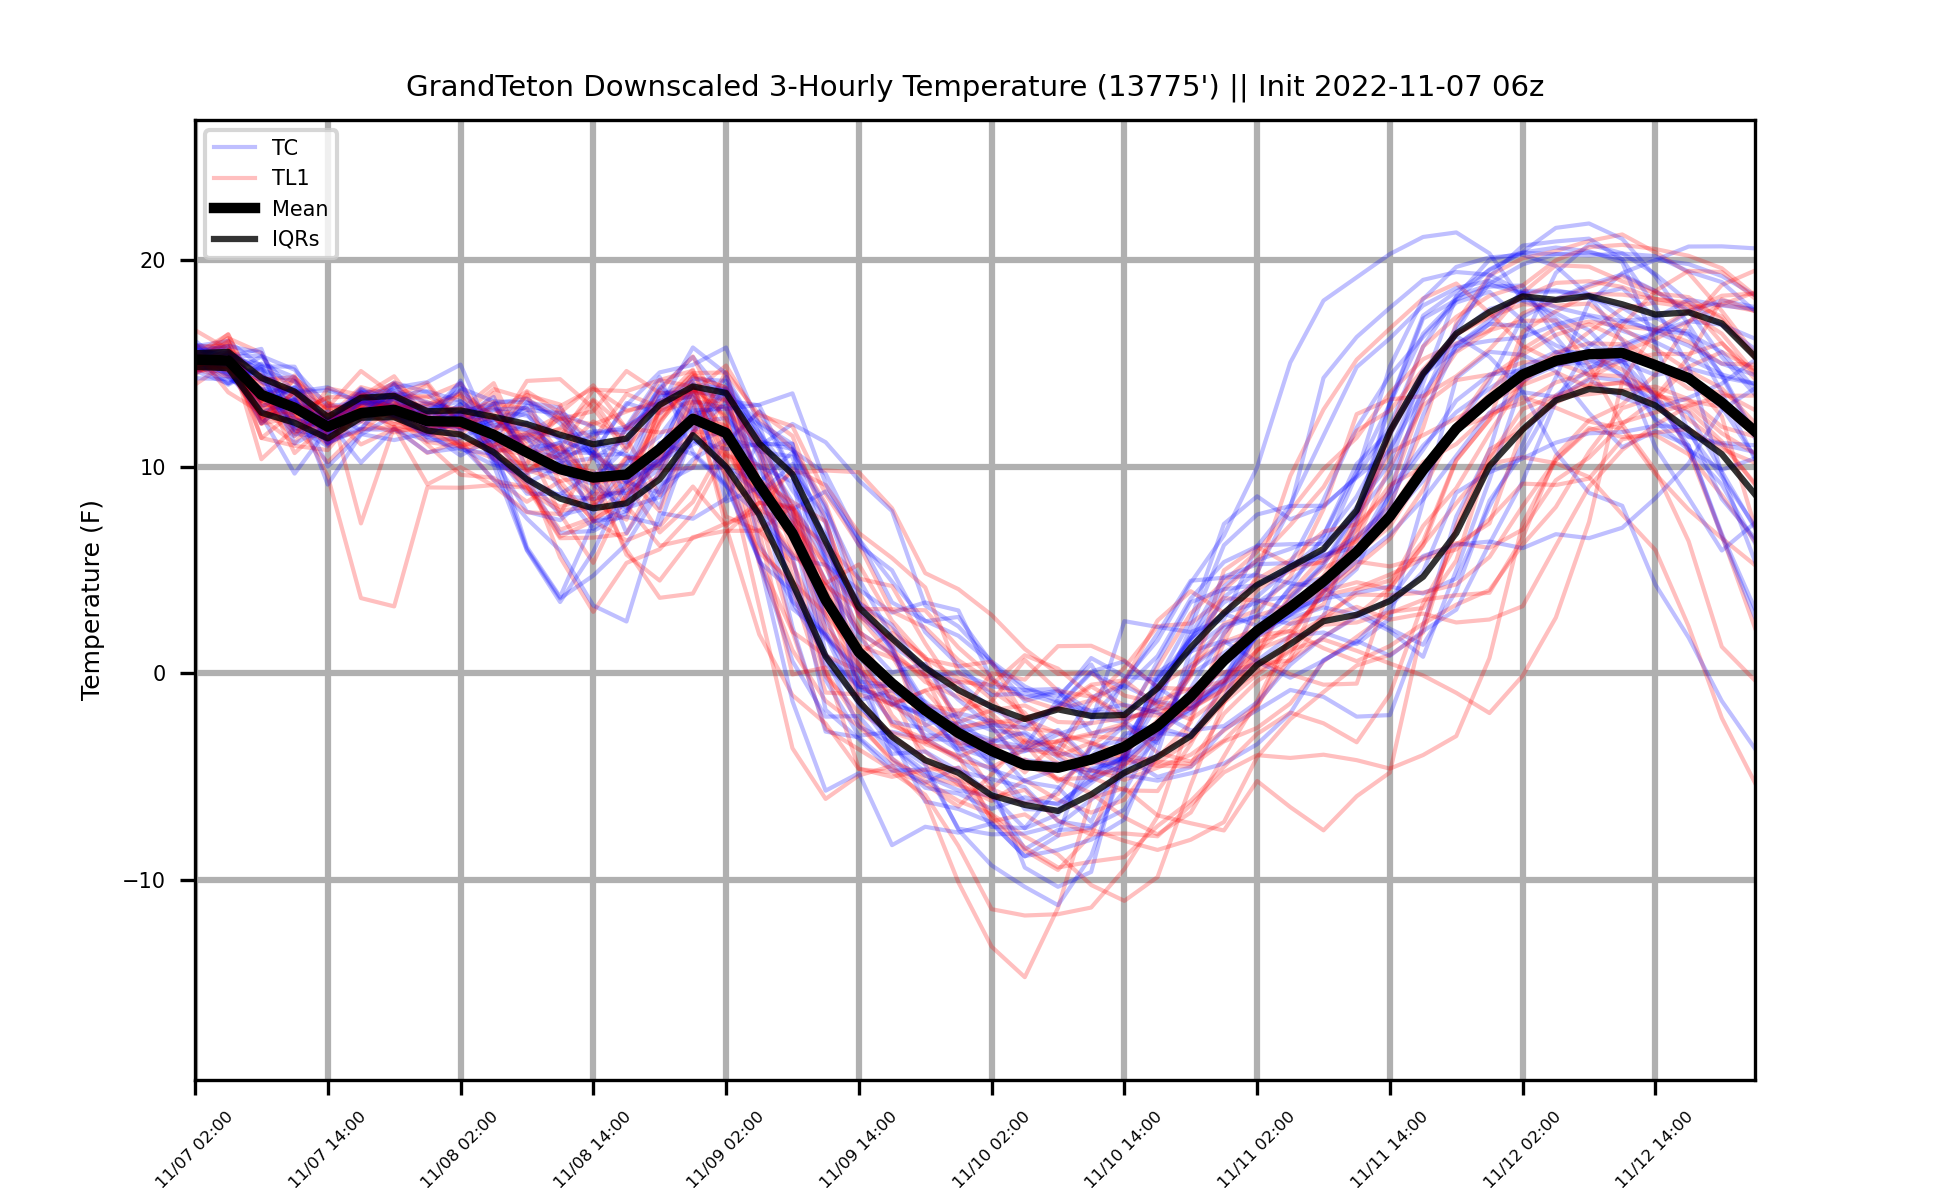 GrandTeton Downscaled 3-Hourly Temperature (13775') || Init 2022-11-07 06z
TC
TL1
Mean
IQRs
Temperature (F)
20
10
0
−10
11/07 02:00
11/07 14:00
11/08 02:00
11/08 14:00
11/09 02:00
11/09 14:00
11/10 02:00
11/10 14:00
11/11 02:00
11/11 14:00
11/12 02:00
11/12 14:00